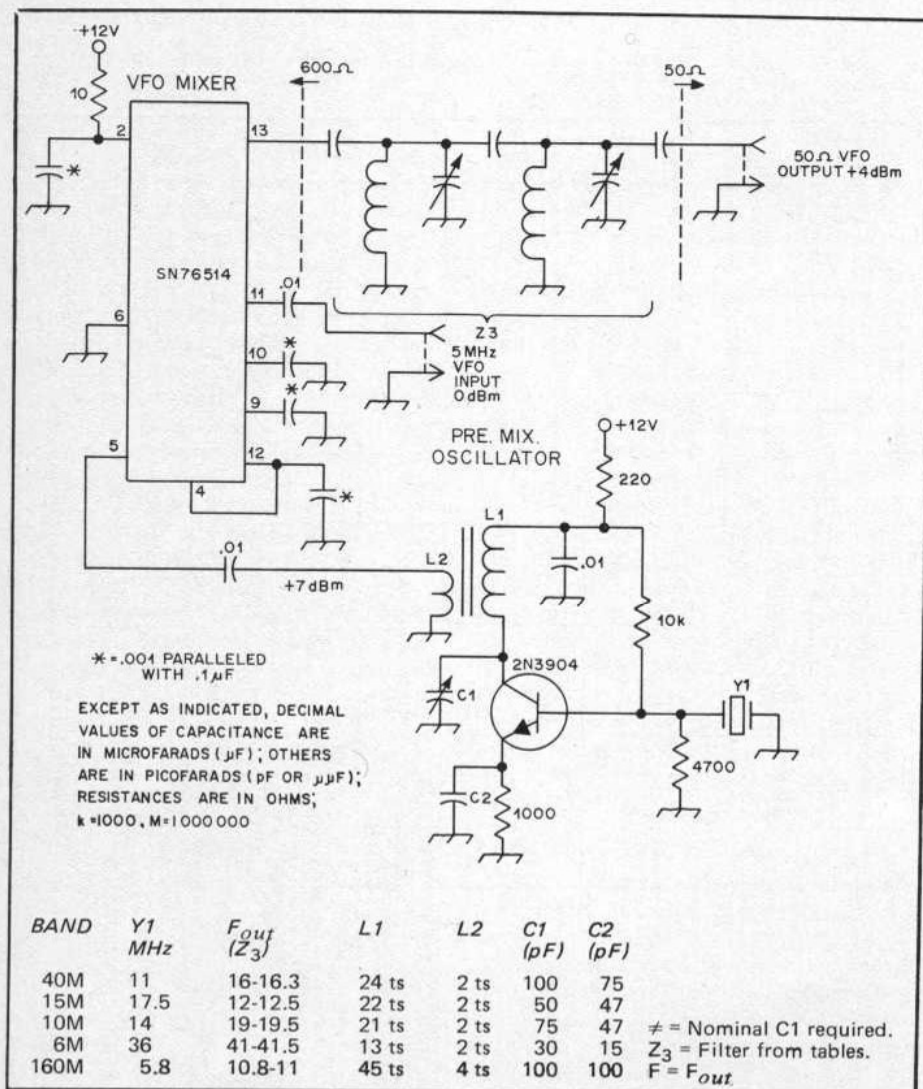 +12V
VFO MIXER
10
2
*
13
600Ω
50Ω
50Ω VFO
OUTPUT +4dBm
SN76514
11
.01
Z3
6
5 MHz
VFO
INPUT
0dBm
10
*
9
*
5
12
4
*
PRE. MIX.
OSCILLATOR
+12V
220
L1
L2
.01
.01
+7dBm
10k
2N3904
C1
Y1
4700
C2
1000
* = .001 PARALLELED
WITH .1μF
EXCEPT AS INDICATED, DECIMAL
VALUES OF CAPACITANCE ARE
IN MICROFARADS (μF); OTHERS
ARE IN PICOFARADS (pF OR μμF);
RESISTANCES ARE IN OHMS;
k=1000, M=1000000
BAND Y1 MHz Fout (Z3) L1 L2 C1 (pF) C2 (pF)
40M 11 16-16.3 24 ts 2 ts 100 75
15M 17.5 12-12.5 22 ts 2 ts 50 47
10M 14 19-19.5 21 ts 2 ts 75 47 ≠ = Nominal C1 required.
6M 36 41-41.5 13 ts 2 ts 30 15 Z3 = Filter from tables.
160M 5.8 10.8-11 45 ts 4 ts 100 100 F = Fout